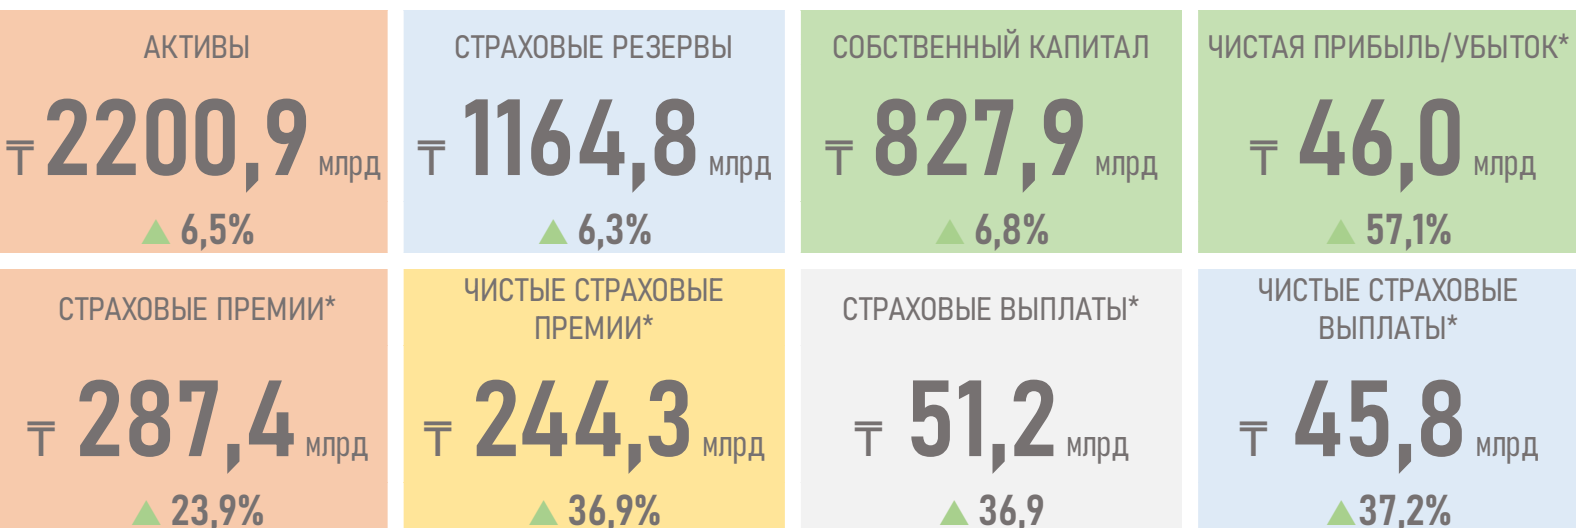 АКТИВЫ
₸ 2200,9 млрд
▲ 6,5%
СТРАХОВЫЕ РЕЗЕРВЫ
₸ 1164,8 млрд
▲ 6,3%
СОБСТВЕННЫЙ КАПИТАЛ
₸ 827,9 млрд
▲ 6,8%
ЧИСТАЯ ПРИБЫЛЬ/УБЫТОК*
₸ 46,0 млрд
▲ 57,1%
СТРАХОВЫЕ ПРЕМИИ*
₸ 287,4 млрд
▲ 23,9%
ЧИСТЫЕ СТРАХОВЫЕ
ПРЕМИИ*
₸ 244,3 млрд
▲ 36,9%
СТРАХОВЫЕ ВЫПЛАТЫ*
₸ 51,2 млрд
▲ 36,9
ЧИСТЫЕ СТРАХОВЫЕ
ВЫПЛАТЫ*
₸ 45,8 млрд
▲ 37,2%